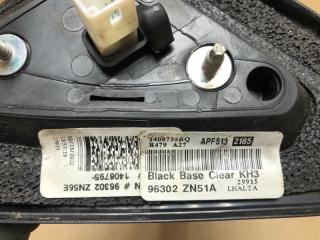 1408795BQ APF513 2185
R479 A27
Black Base Clear KH3
96302 ZN51A 29915
LHALTA
N 96302 ZN56E
1408795-